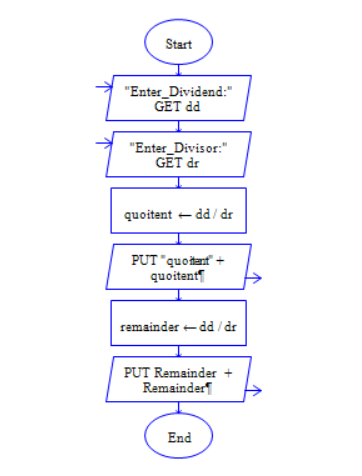 Start
"Enter_Dividend:"
GET dd
"Enter_Divisor:"
GET dr
quoitent ← dd / dr
PUT "quoitent" +
quoitent¶
remainder ← dd / dr
PUT Remainder +
Remainder¶
End